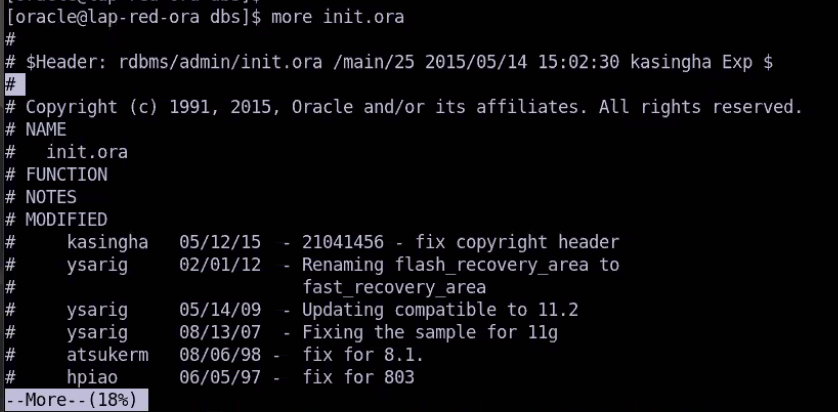 [oracle@lap-red-ora dbs]$ more init.ora
#
# $Header: rdbms/admin/init.ora /main/25 2015/05/14 15:02:30 kasingha Exp $
#
# Copyright (c) 1991, 2015, Oracle and/or its affiliates. All rights reserved.
# NAME
#   init.ora
# FUNCTION
# NOTES
# MODIFIED
#     kasingha   05/12/15  - 21041456 - fix copyright header
#     ysarig     02/01/12  - Renaming flash_recovery_area to
#                            fast_recovery_area
#     ysarig     05/14/09  - Updating compatible to 11.2
#     ysarig     08/13/07  - Fixing the sample for 11g
#     atsukerm   08/06/98 -  fix for 8.1.
#     hpiao      06/05/97 -  fix for 803
--More--(18%)